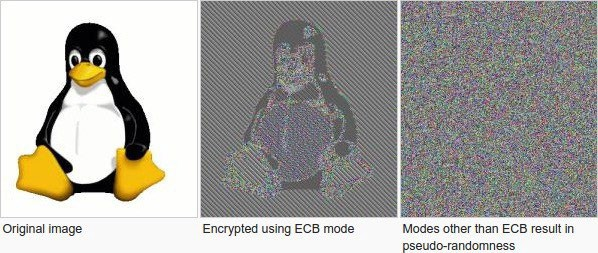 Original image
Encrypted using ECB mode
Modes other than ECB result in
pseudo-randomness